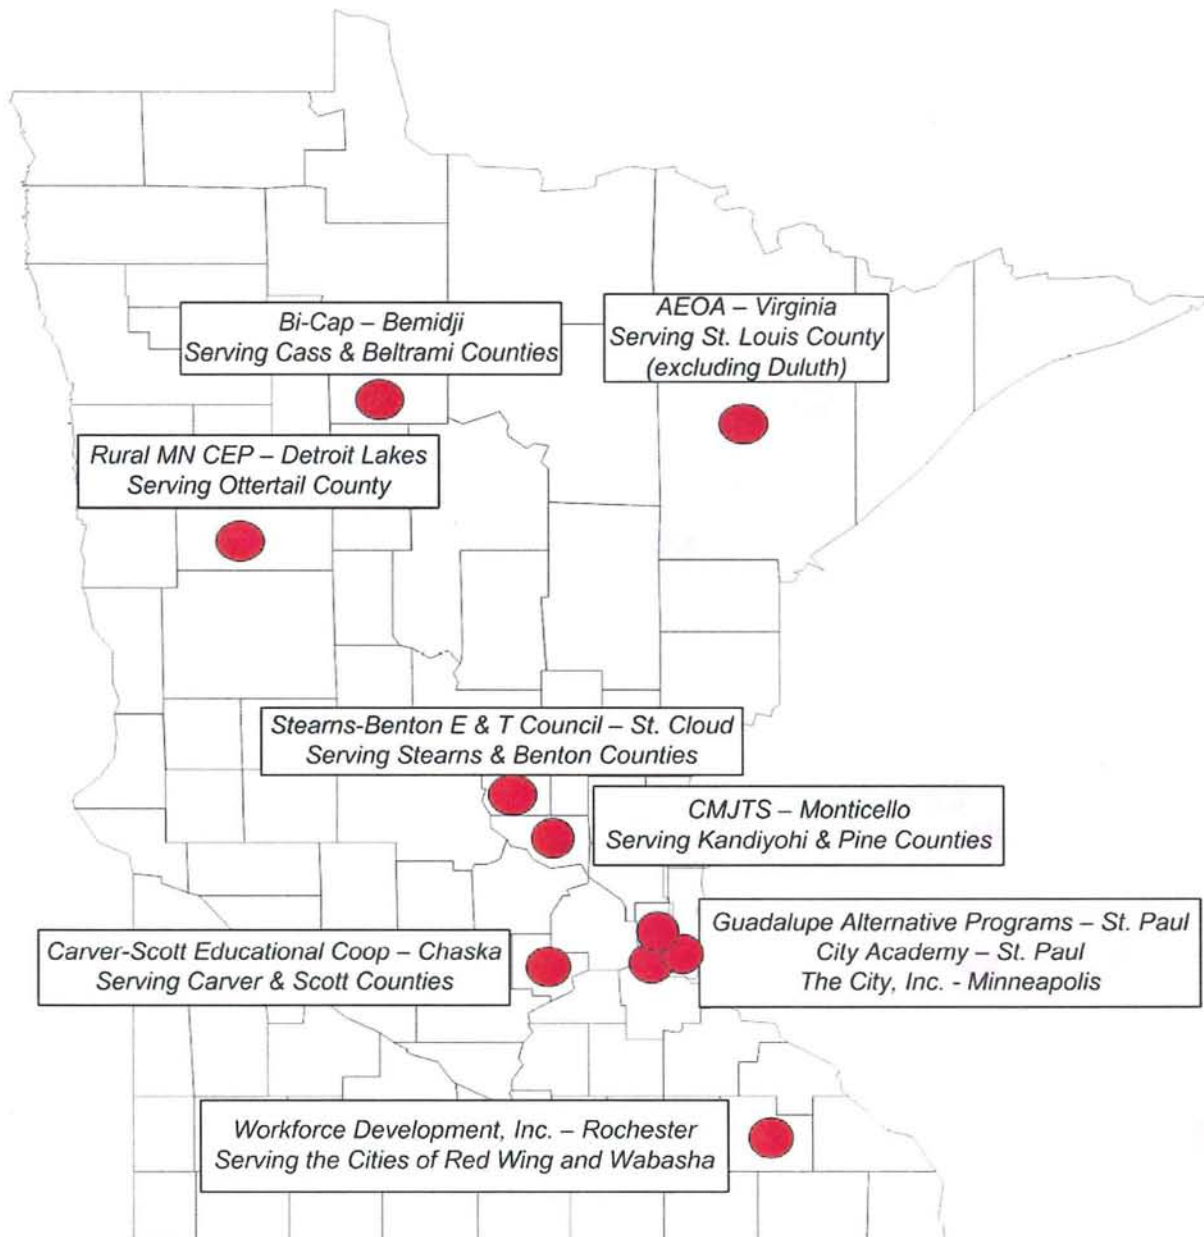 Bi-Cap – Bemidji
Serving Cass & Beltrami Counties
AEOA – Virginia
Serving St. Louis County
(excluding Duluth)
Rural MN CEP – Detroit Lakes
Serving Ottertail County
Stearns-Benton E & T Council – St. Cloud
Serving Stearns & Benton Counties
CMJTS – Monticello
Serving Kandiyohi & Pine Counties
Guadalupe Alternative Programs – St. Paul
City Academy – St. Paul
The City, Inc. - Minneapolis
Carver-Scott Educational Coop – Chaska
Serving Carver & Scott Counties
Workforce Development, Inc. – Rochester
Serving the Cities of Red Wing and Wabasha